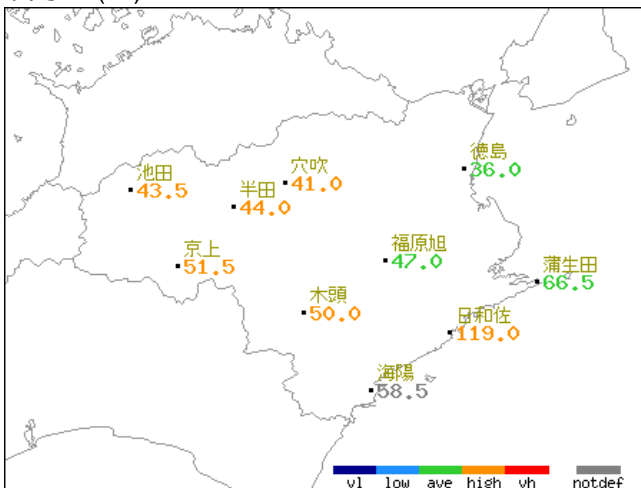 徳島
36.0
穴吹
41.0
池田
43.5
半田
44.0
福原旭
47.0
京上
51.5
蒲生田
66.5
木頭
50.0
日和佐
119.0
海陽
58.5
vl low ave high vh notdef